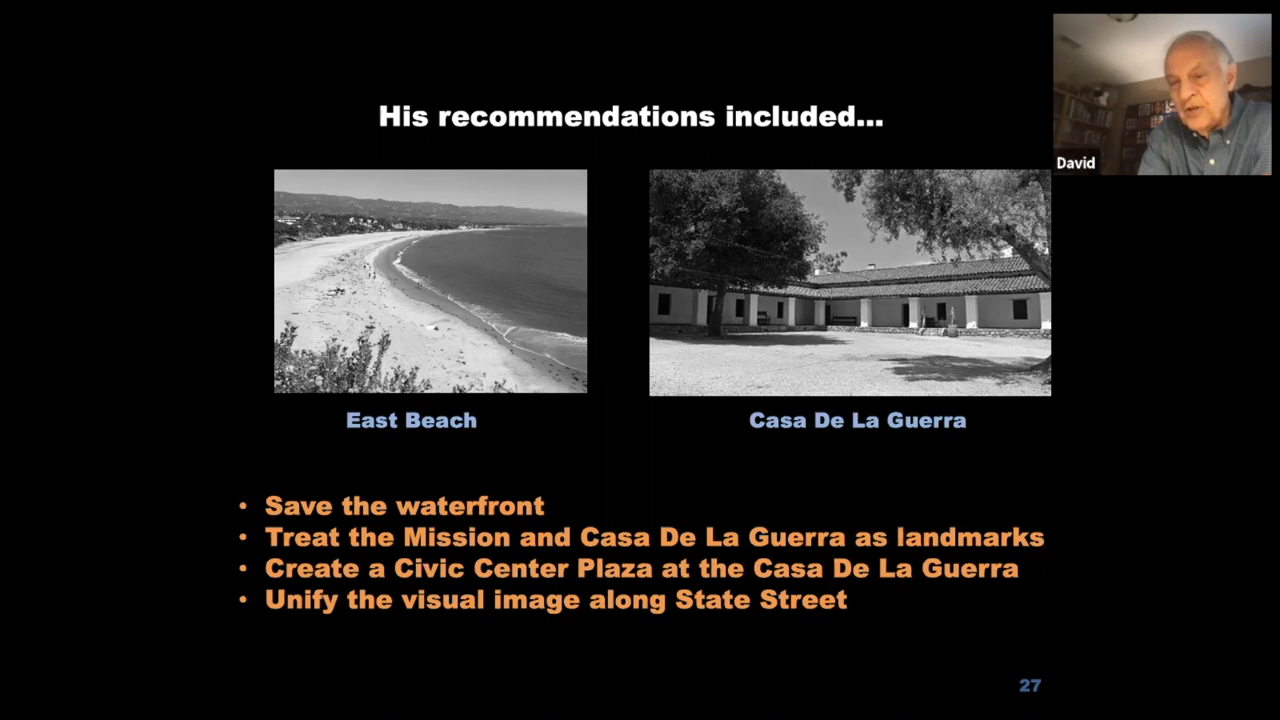 His recommendations included...
David
East Beach
Casa De La Guerra
• Save the waterfront
• Treat the Mission and Casa De La Guerra as landmarks
• Create a Civic Center Plaza at the Casa De La Guerra
• Unify the visual image along State Street
27